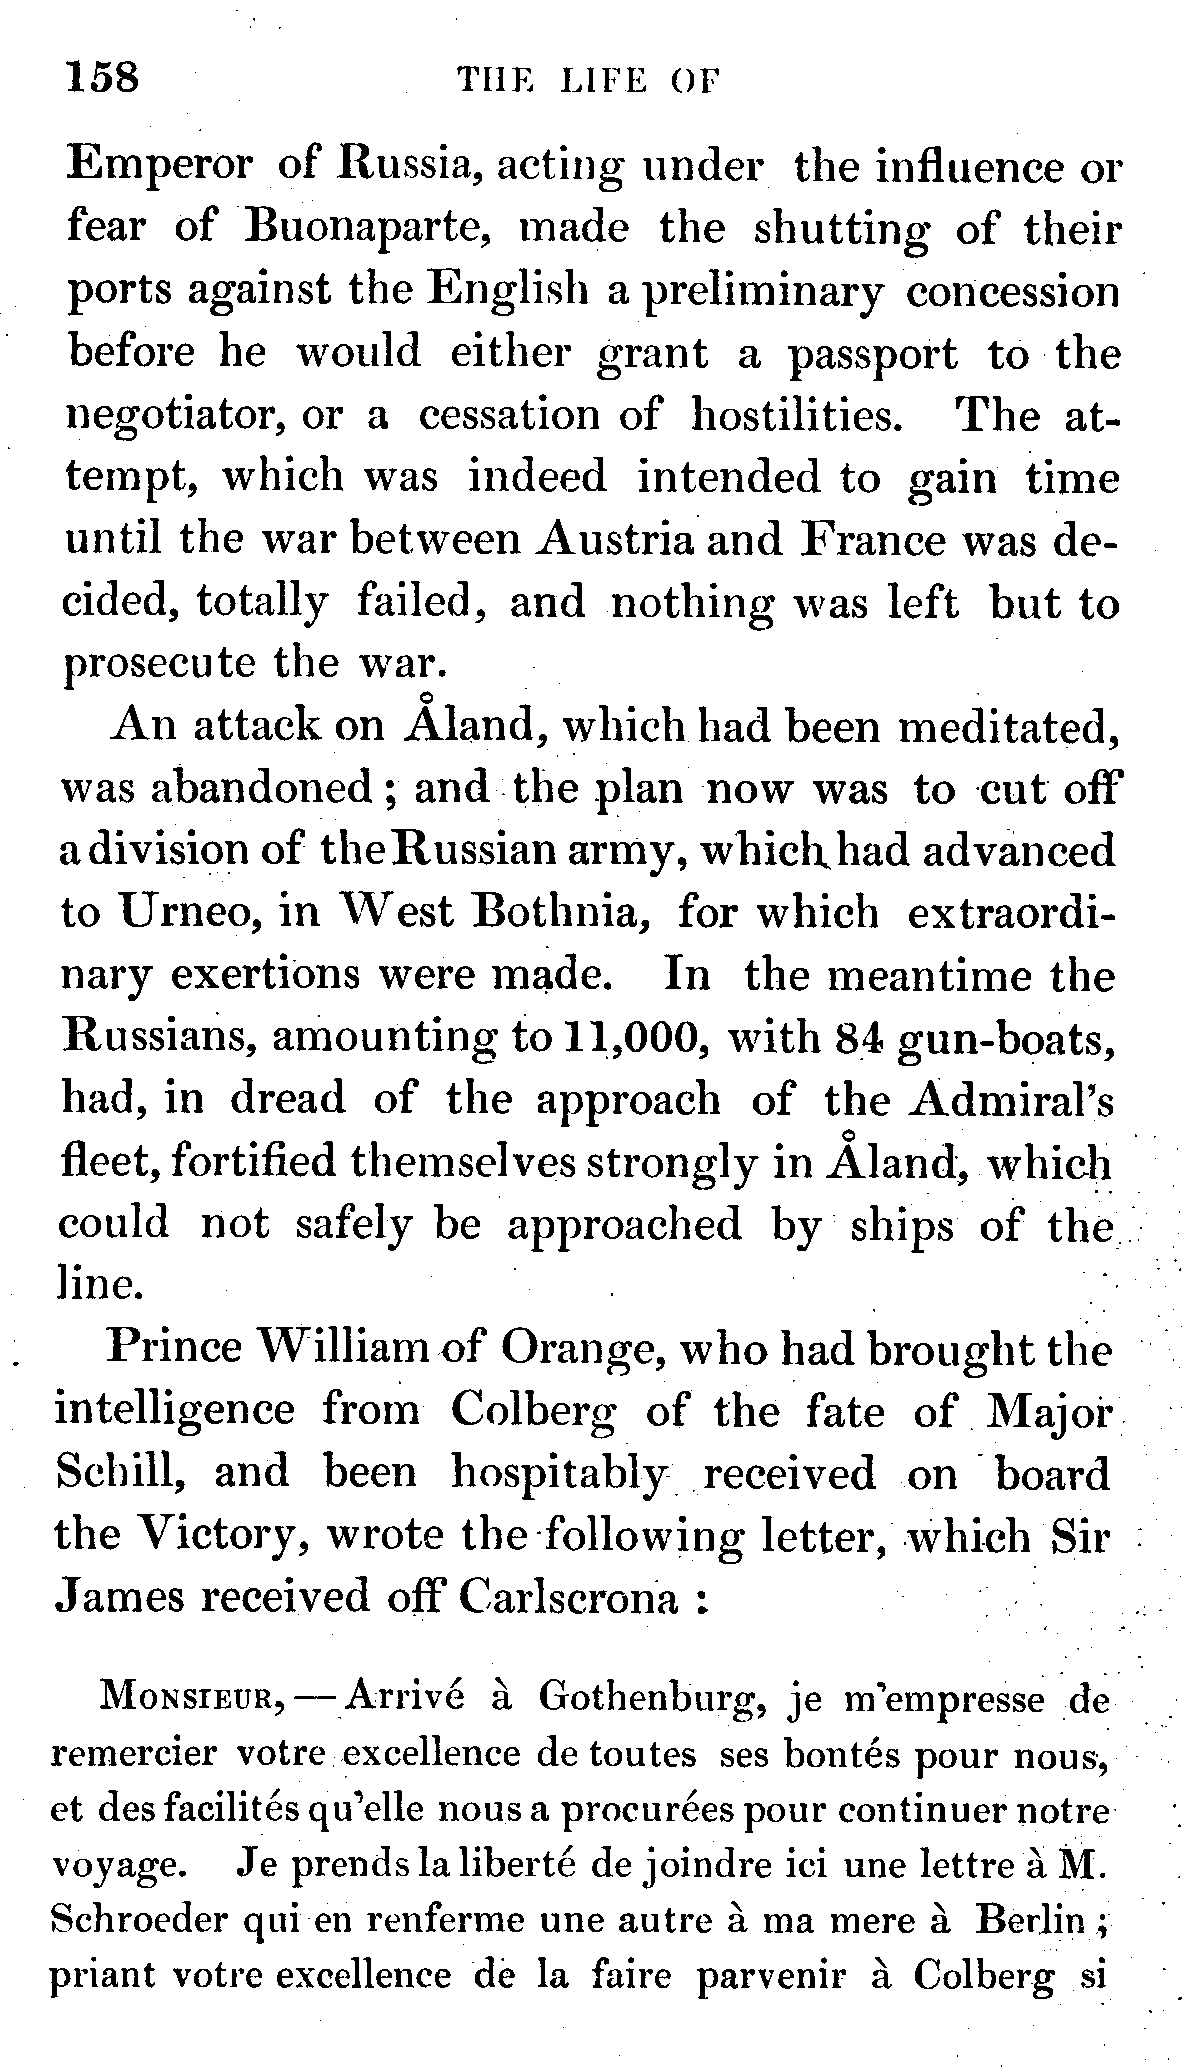 158 THE LIFE OF
Emperor of Russia, acting under the influence or
fear of Buonaparte, made the shutting of their
ports against the English a preliminary concession
before he would either grant a passport to the
negotiator, or a cessation of hostilities. The at-
tempt, which was indeed intended to gain time
until the war between Austria and France was de-
cided, totally failed, and nothing was left but to
prosecute the war.
An attack on Åland, which had been meditated,
was abandoned; and the plan now was to cut off
a division of the Russian army, which had advanced
to Urneo, in West Bothnia, for which extraordi-
nary exertions were made. In the meantime the
Russians, amounting to 11,000, with 84 gun-boats,
had, in dread of the approach of the Admiral's
fleet, fortified themselves strongly in Åland, which
could not safely be approached by ships of the
line.
Prince William of Orange, who had brought the
intelligence from Colberg of the fate of Major
Schill, and been hospitably received on board
the Victory, wrote the following letter, which Sir
James received off Carlscrona :
MONSIEUR,—Arrivé à Gothenburg, je m'empresse de
remercier votre excellence de toutes ses bontés pour nous,
et des facilités qu'elle nous a procurées pour continuer notre
voyage. Je prends la liberté de joindre ici une lettre à M.
Schroeder qui en renferme une autre à ma mere à Berlin ;
priant votre excellence de la faire parvenir à Colberg si